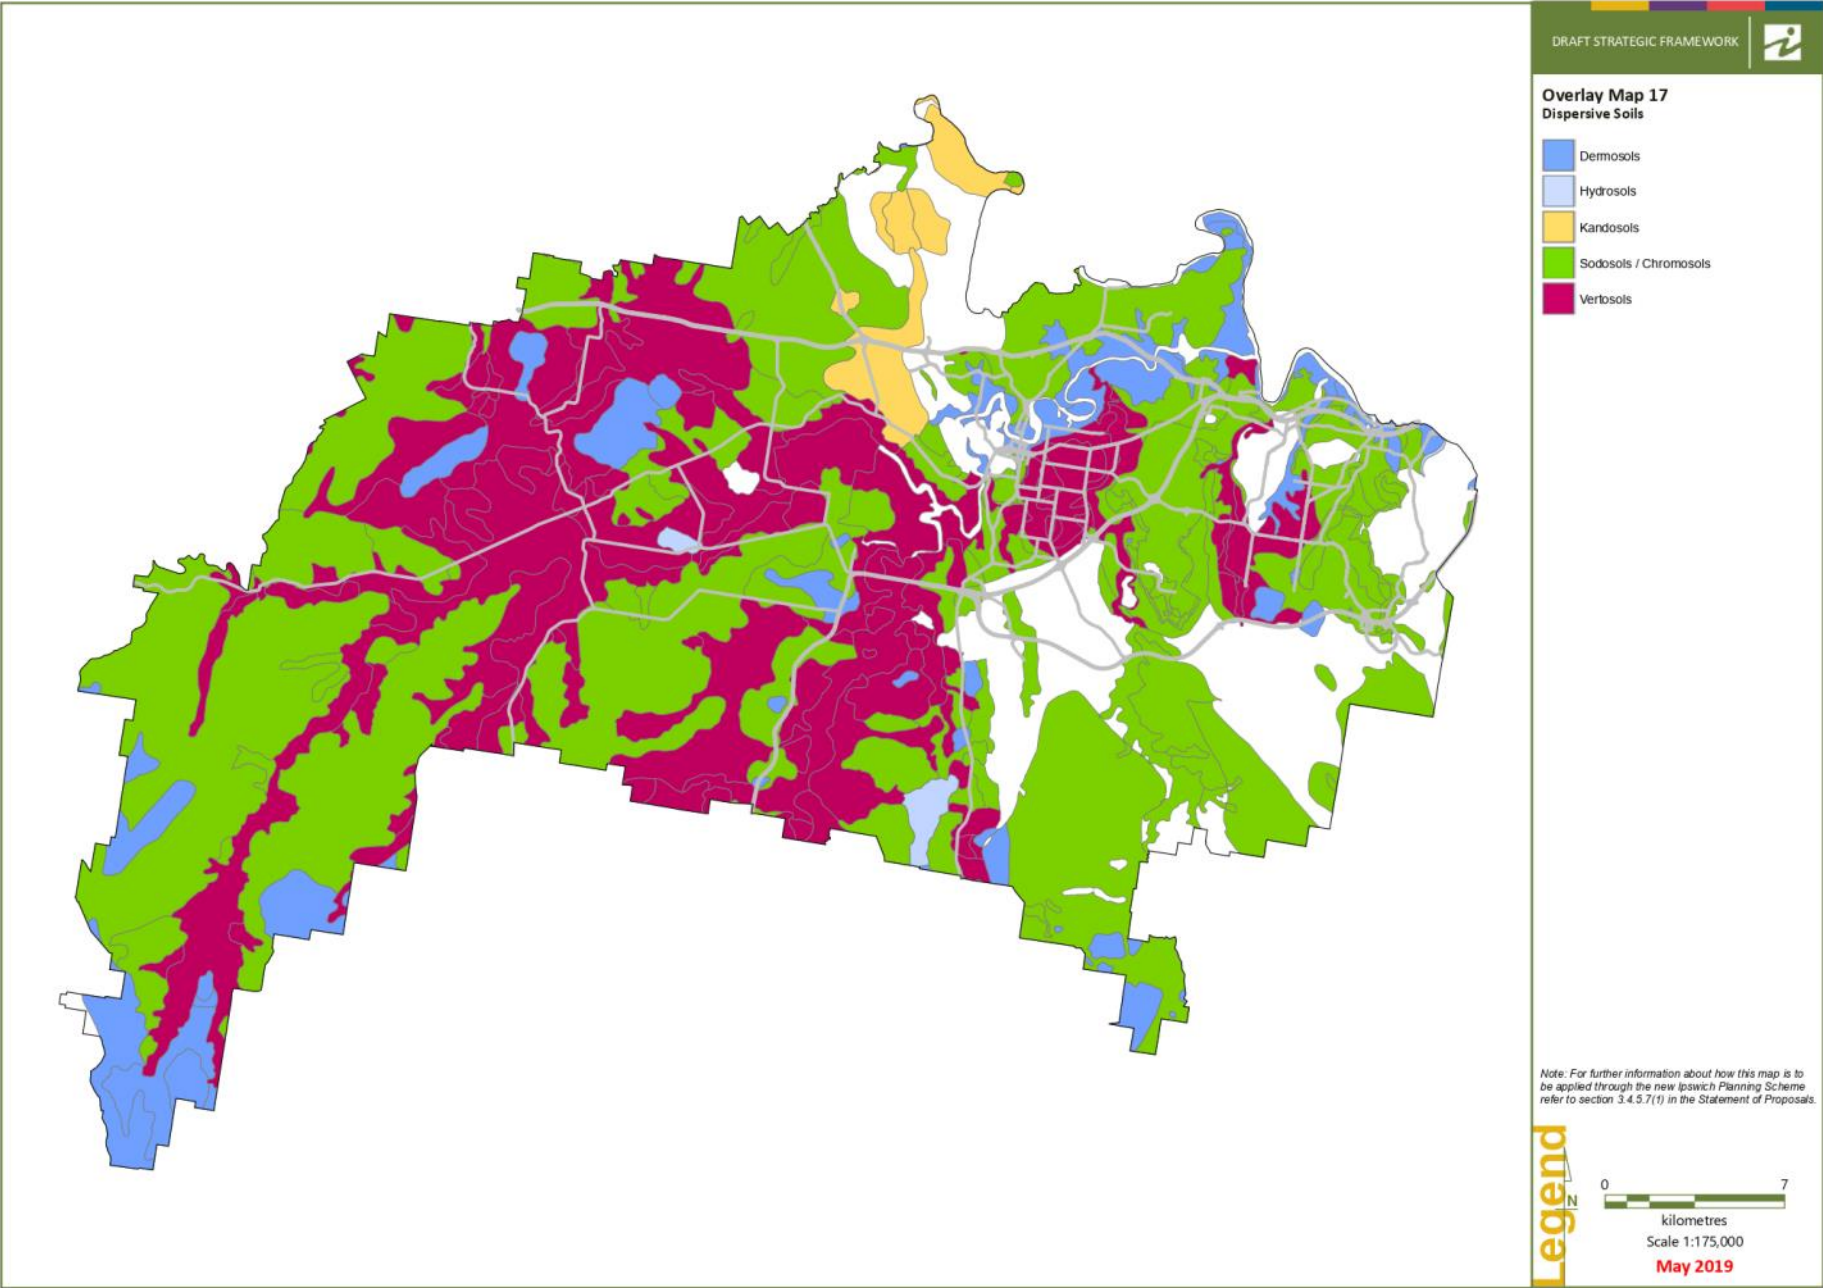 DRAFT STRATEGIC FRAMEWORK
Overlay Map 17
Dispersive Soils
Dermosols
Hydrosols
Kandosols
Sodosols / Chromosols
Vertosols
Note: For further information about how this map is to
be applied through the new Ipswich Planning Scheme
refer to section 3.4.5.7(1) in the Statement of Proposals.
Legend
N
0 7
kilometres
Scale 1:175,000
May 2019